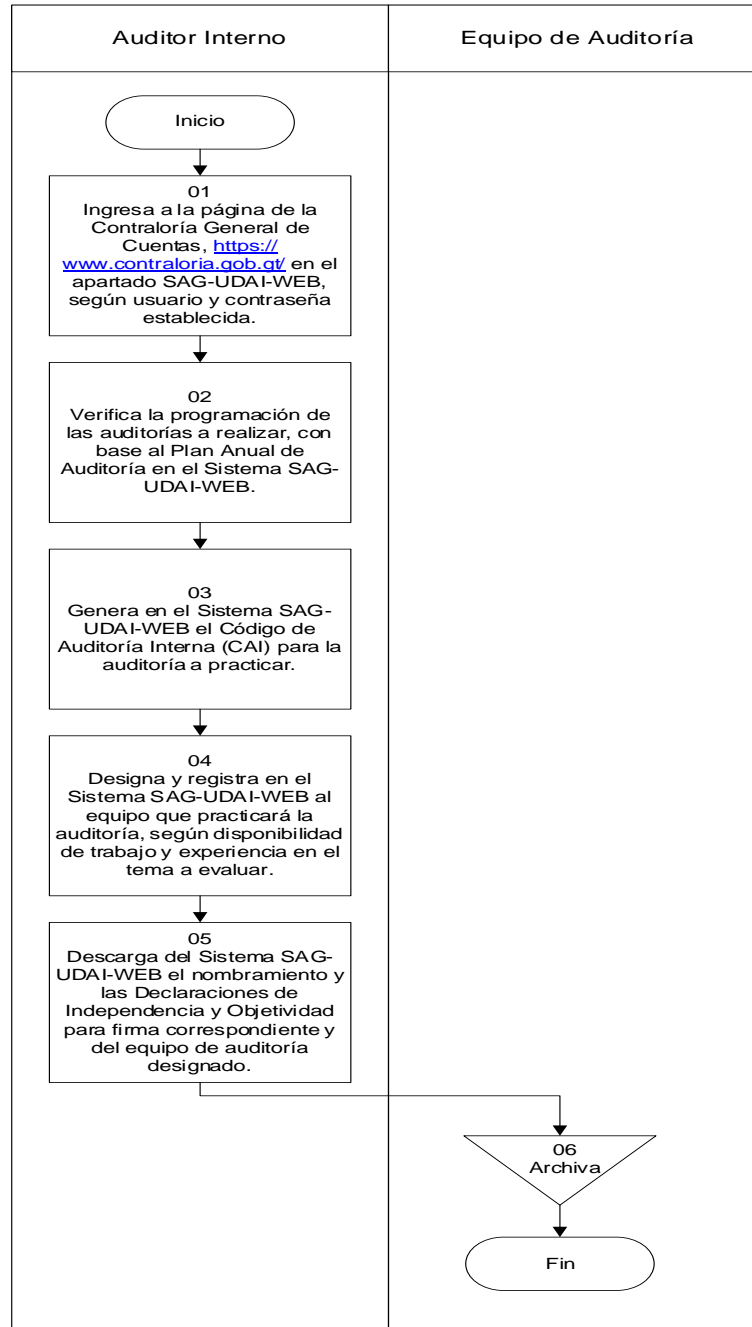 Auditor Interno
Equipo de Auditoría
Inicio
01
Ingresa a la página de la
Contraloría General de
Cuentas, https://
www.contraloria.gob.gt/ en el
apartado SAG-UDAI-WEB,
según usuario y contraseña
establecida.
02
Verifica la programación de
las auditorías a realizar, con
base al Plan Anual de
Auditoría en el Sistema SAG-
UDAI-WEB.
03
Genera en el Sistema SAG-
UDAI-WEB el Código de
Auditoría Interna (CAI) para la
auditoría a practicar.
04
Designa y registra en el
Sistema SAG-UDAI-WEB al
equipo que practicará la
auditoría, según disponibilidad
de trabajo y experiencia en el
tema a evaluar.
05
Descarga del Sistema SAG-
UDAI-WEB el nombramiento y
las Declaraciones de
Independencia y Objetividad
para firma correspondiente y
del equipo de auditoría
designado.
06
Archiva
Fin